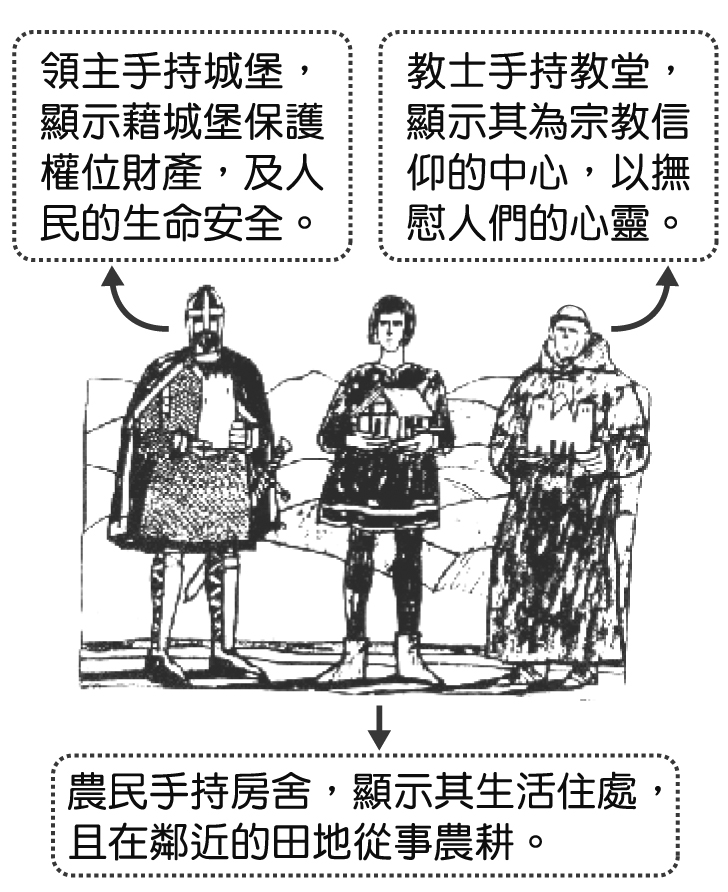 領主手持城堡，
顯示藉城堡保護
權位財產，及人
民的生命安全。
教士手持教堂，
顯示其為宗教信
仰的中心，以撫
慰人們的心靈。
農民手持房舍，顯示其生活住處，
且在鄰近的田地從事農耕。